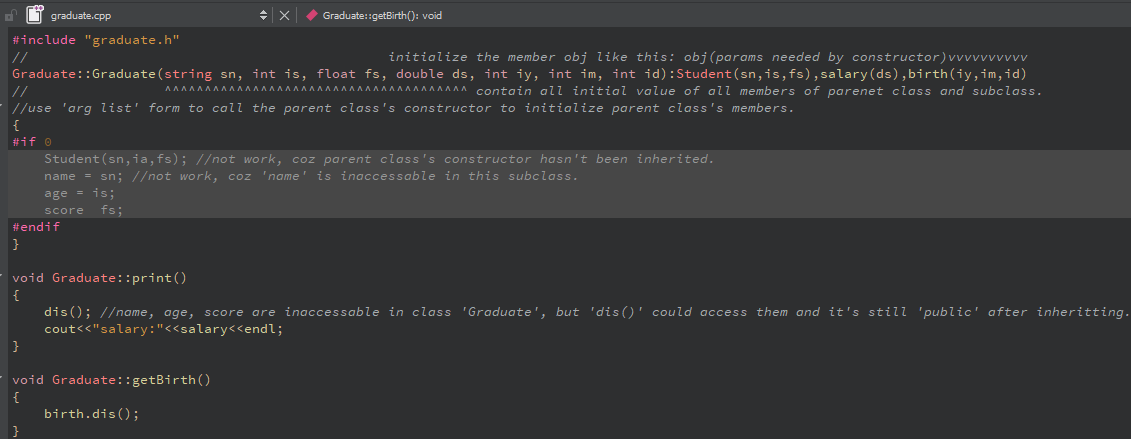 graduate.cpp Graduate::getBirth(): void
#include "graduate.h"
//                                             initialize the member obj like this: obj(params needed by constructor)vvvvvvvvvv
Graduate::Graduate(string sn, int is, float fs, double ds, int iy, int im, int id):Student(sn,is,fs),salary(ds),birth(iy,im,id)
//                 ^^^^^^^^^^^^^^^^^^^^^^^^^^^^^^^^^^^^^^ contain all initial value of all members of parenet class and subclass.
//use 'arg list' form to call the parent class's constructor to initialize parent class's members.
{
#if 0
    Student(sn,ia,fs); //not work, coz parent class's constructor hasn't been inherited.
    name = sn; //not work, coz 'name' is inaccessable in this subclass.
    age = is;
    score  fs;
#endif
}
void Graduate::print()
{
    dis(); //name, age, score are inaccessable in class 'Graduate', but 'dis()' could access them and it's still 'public' after inheritting.
    cout<<"salary:"<<salary<<endl;
}
void Graduate::getBirth()
{
    birth.dis();
}